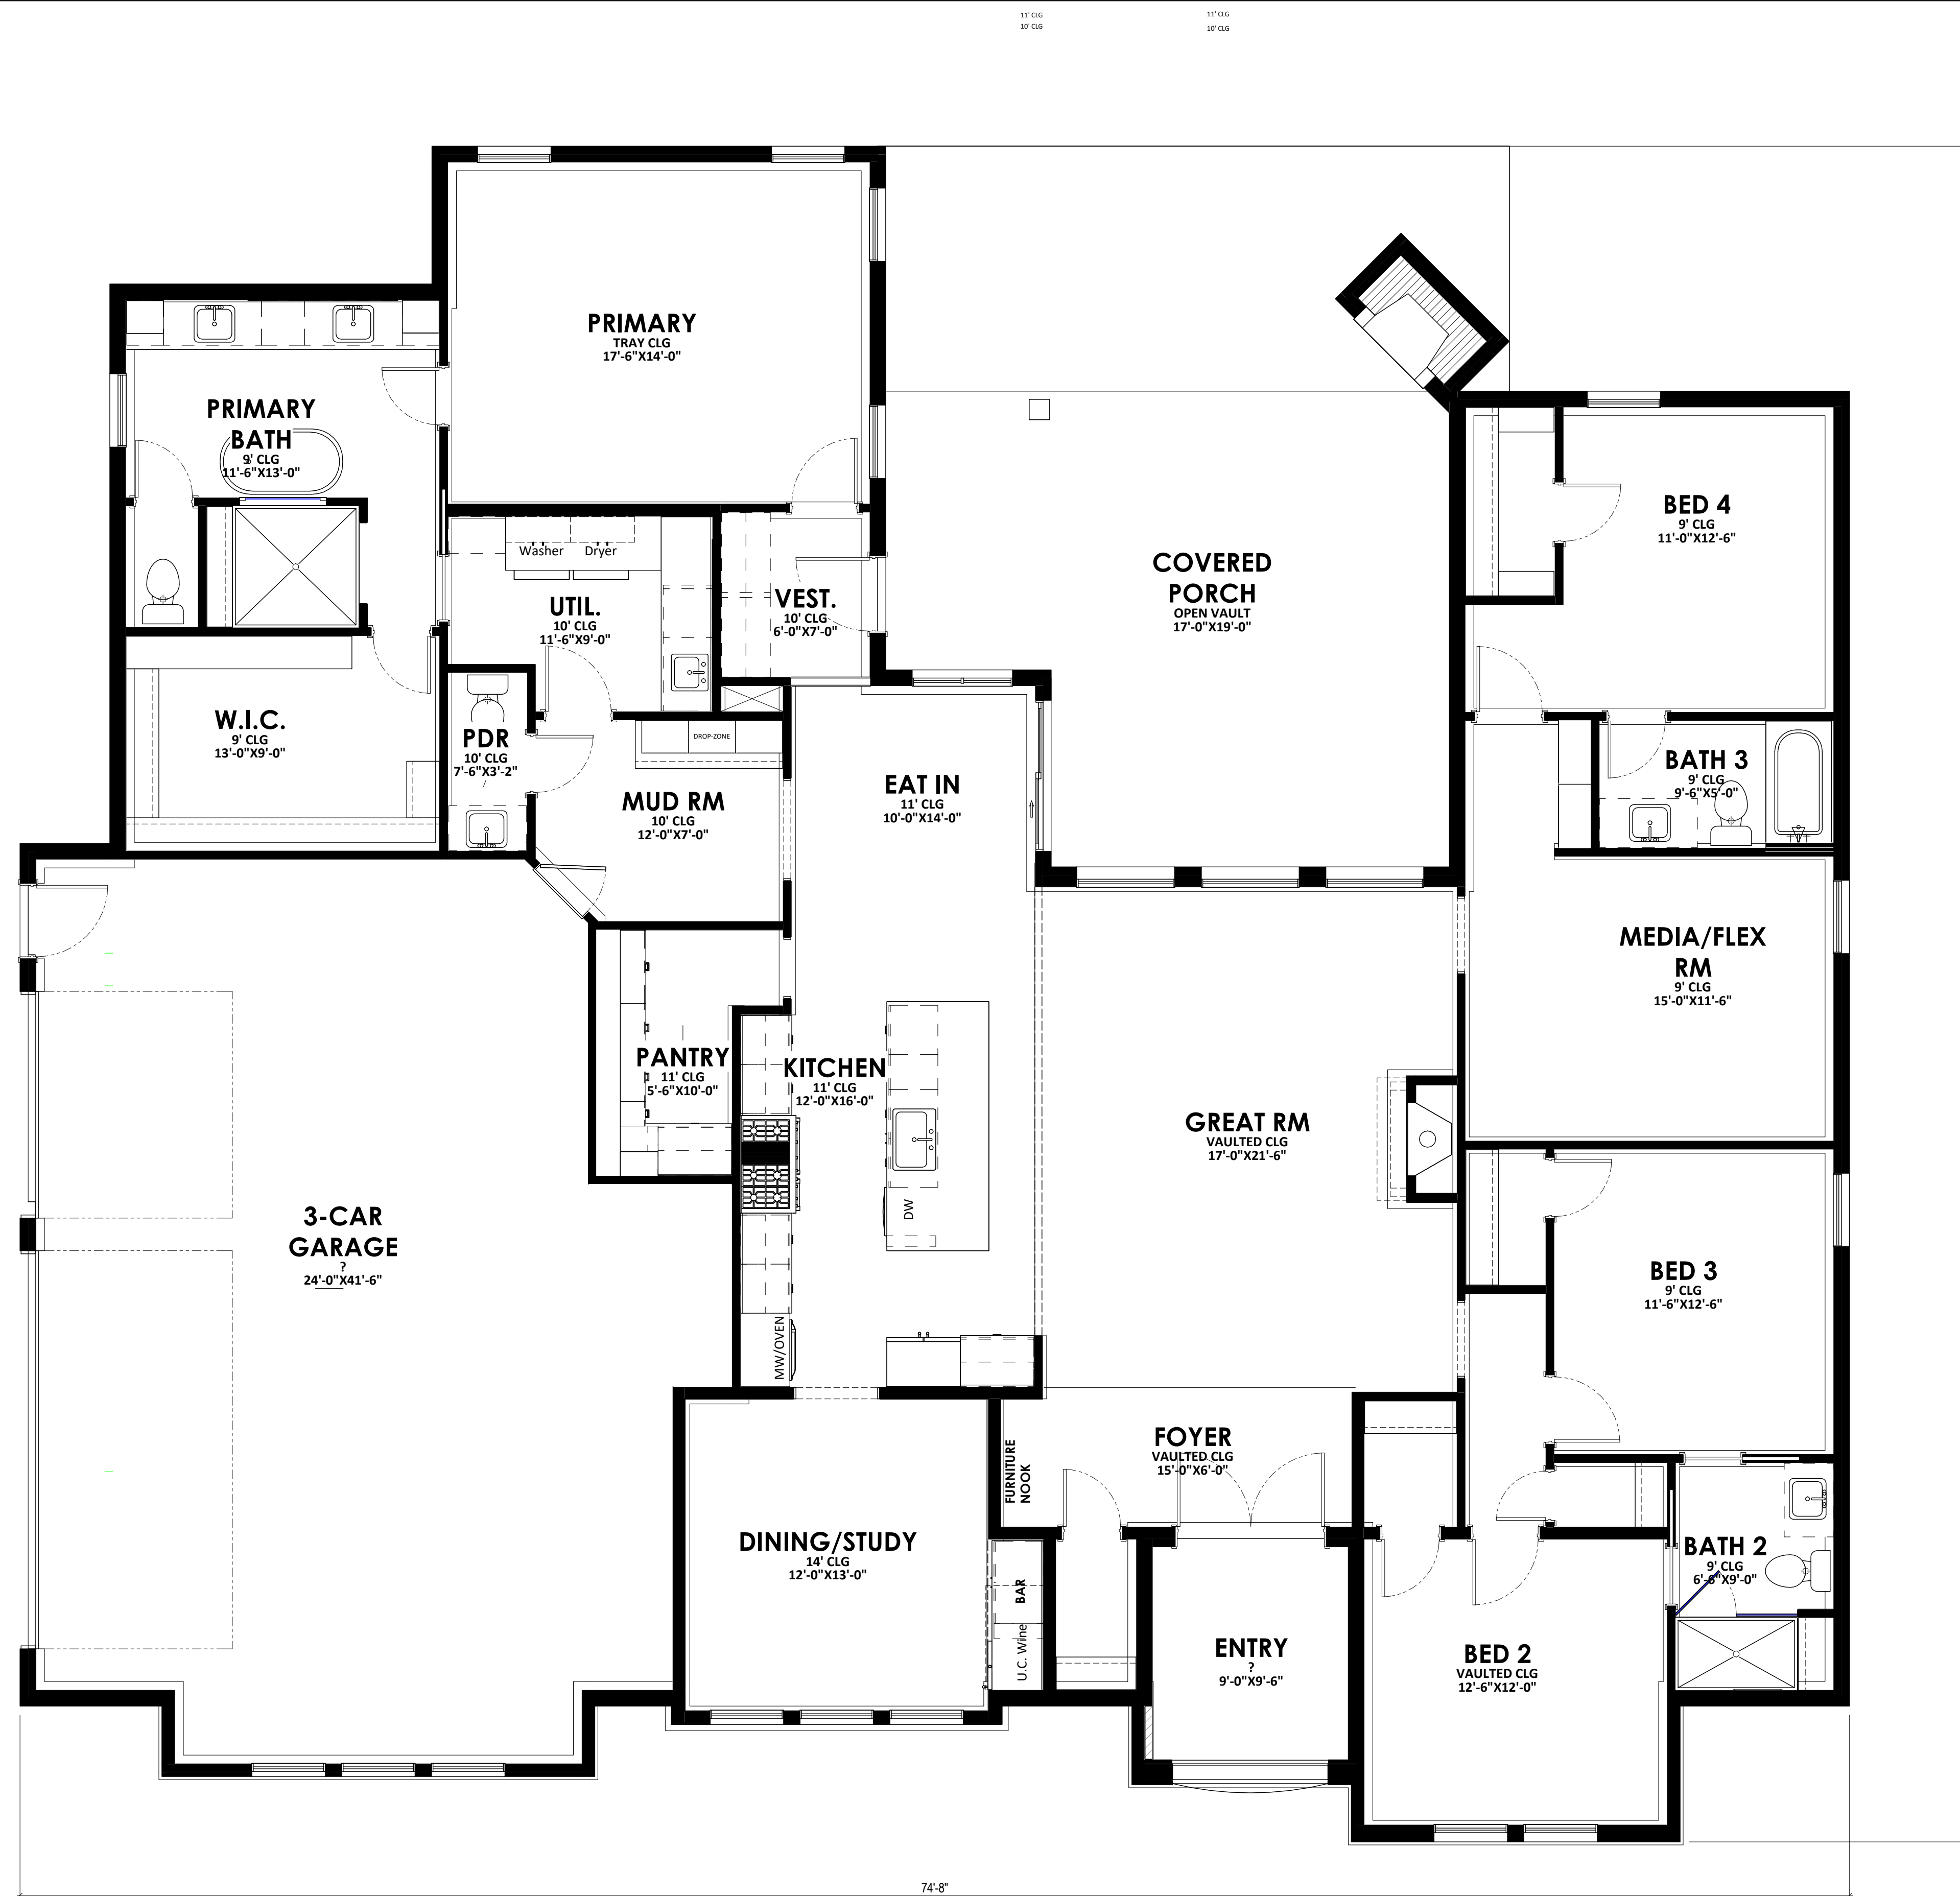 11' CLG
10' CLG
11' CLG
10' CLG
PRIMARY
TRAY CLG
17'-6"X14'-0"
PRIMARY
BATH
9' CLG
11'-6"X13'-0"
BED 4
9' CLG
11'-0"X12'-6"
Washer
Dryer
COVERED
PORCH
OPEN VAULT
17'-0"X19'-0"
UTIL.
10' CLG
11'-6"X9'-0"
VEST.
10' CLG
6'-0"X7'-0"
W.I.C.
9' CLG
13'-0"X9'-0"
PDR
10' CLG
7'-6"X3'-2"
DROP-ZONE
MUD RM
10' CLG
12'-0"X7'-0"
EAT IN
11' CLG
10'-0"X14'-0"
BATH 3
9' CLG
9'-6"X5'-0"
MEDIA/FLEX
RM
9' CLG
15'-0"X11'-6"
PANTRY
11' CLG
5'-6"X10'-0"
KITCHEN
11' CLG
12'-0"X16'-0"
GREAT RM
VAULTED CLG
17'-0"X21'-6"
DW
3-CAR
GARAGE
?
24'-0"X41'-6"
BED 3
9' CLG
11'-6"X12'-6"
MW/OVEN
FURNITURE
NOOK
FOYER
VAULTED CLG
15'-0"X6'-0"
DINING/STUDY
14' CLG
12'-0"X13'-0"
BAR
U.C. Wine
ENTRY
?
9'-0"X9'-6"
BED 2
VAULTED CLG
12'-6"X12'-0"
BATH 2
9' CLG
6'-6"X9'-0"
74'-8"